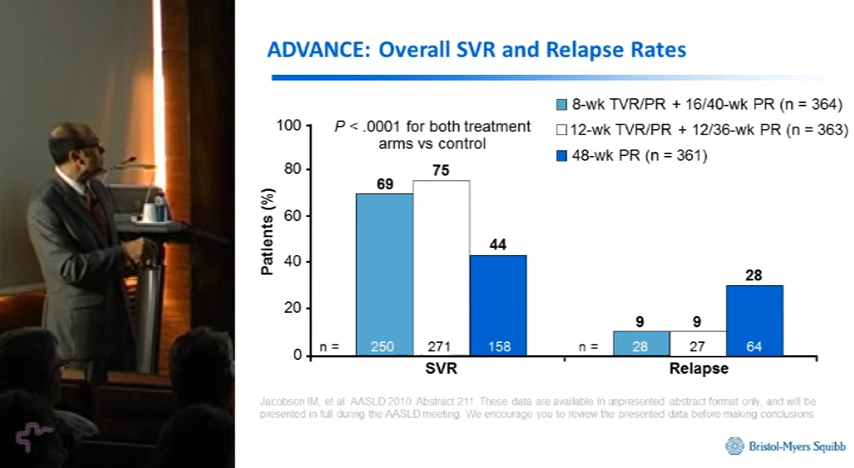 ADVANCE: Overall SVR and Relapse Rates
8-wk TVR/PR + 16/40-wk PR (n = 364)
12-wk TVR/PR + 12/36-wk PR (n = 363)
48-wk PR (n = 361)
P < .0001 for both treatment
arms vs control
Patients (%)
100
80
60
40
20
0
69
75
44
9
9
28
n =
250
271
158
n =
28
27
64
SVR
Relapse
Jacobson IM, et al. AASLD 2010. Abstract 211. These data are available in unpresented abstract format only, and will be
presented in full during the AASLD meeting. We encourage you to review the presented data before making conclusions.
Bristol-Myers Squibb